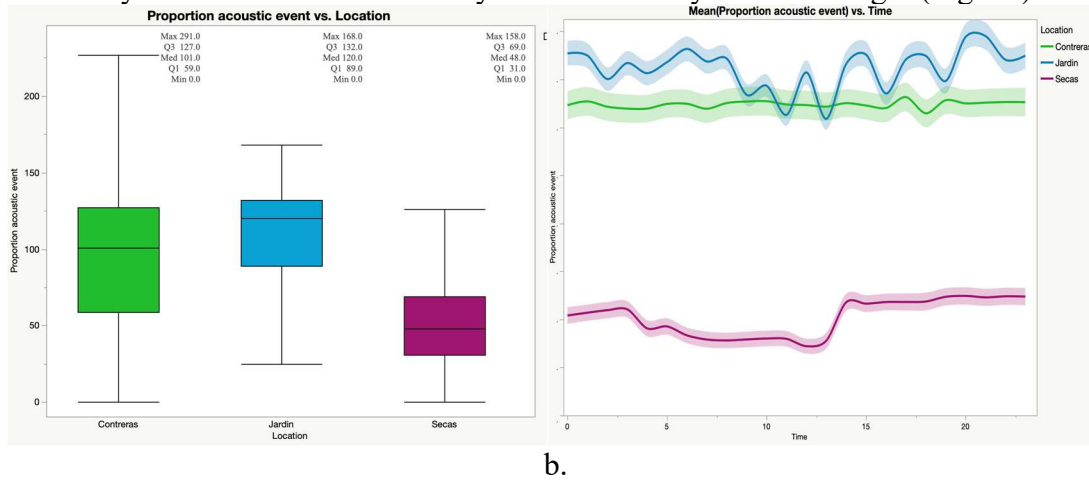 Proportion acoustic event vs. Location
Max 291.0
Q3 127.0
Med 101.0
Q1 59.0
Min 0.0
Max 168.0
Q3 132.0
Med 120.0
Q1 89.0
Min 0.0
Max 158.0
Q3 69.0
Med 48.0
Q1 31.0
Min 0.0
Proportion acoustic event
200
150
100
50
0
Contreras
Jardin
Secas
Location
Mean(Proportion acoustic event) vs. Time
Proportion acoustic event
0
5
10
15
20
Time
Location
Contreras
Jardin
Secas
b.